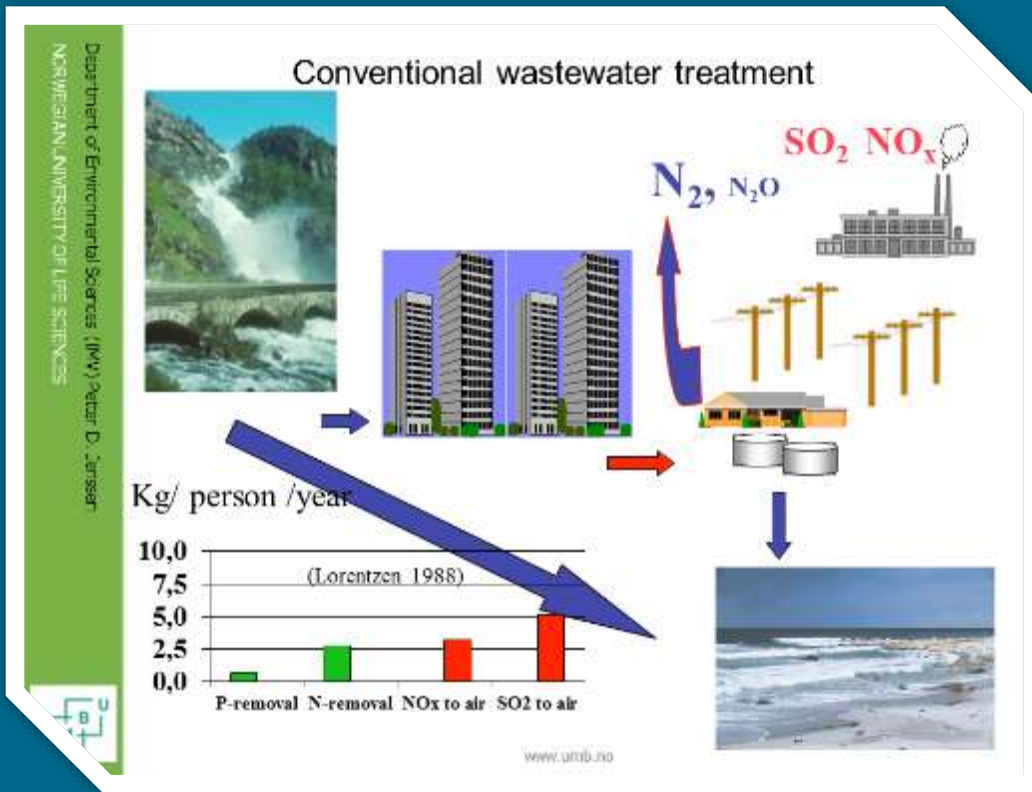 Conventional wastewater treatment
Department of Environmental Sciences (IMV) Petter D. Jenssen
NORWEGIAN UNIVERSITY OF LIFE SCIENCES
SO2 NOx
N2, N2O
Kg/ person /year
(Lorentzen 1988)
10,0
7,5
5,0
2,5
0,0
P-removal N-removal NOx to air SO2 to air
U
B
www.umb.no